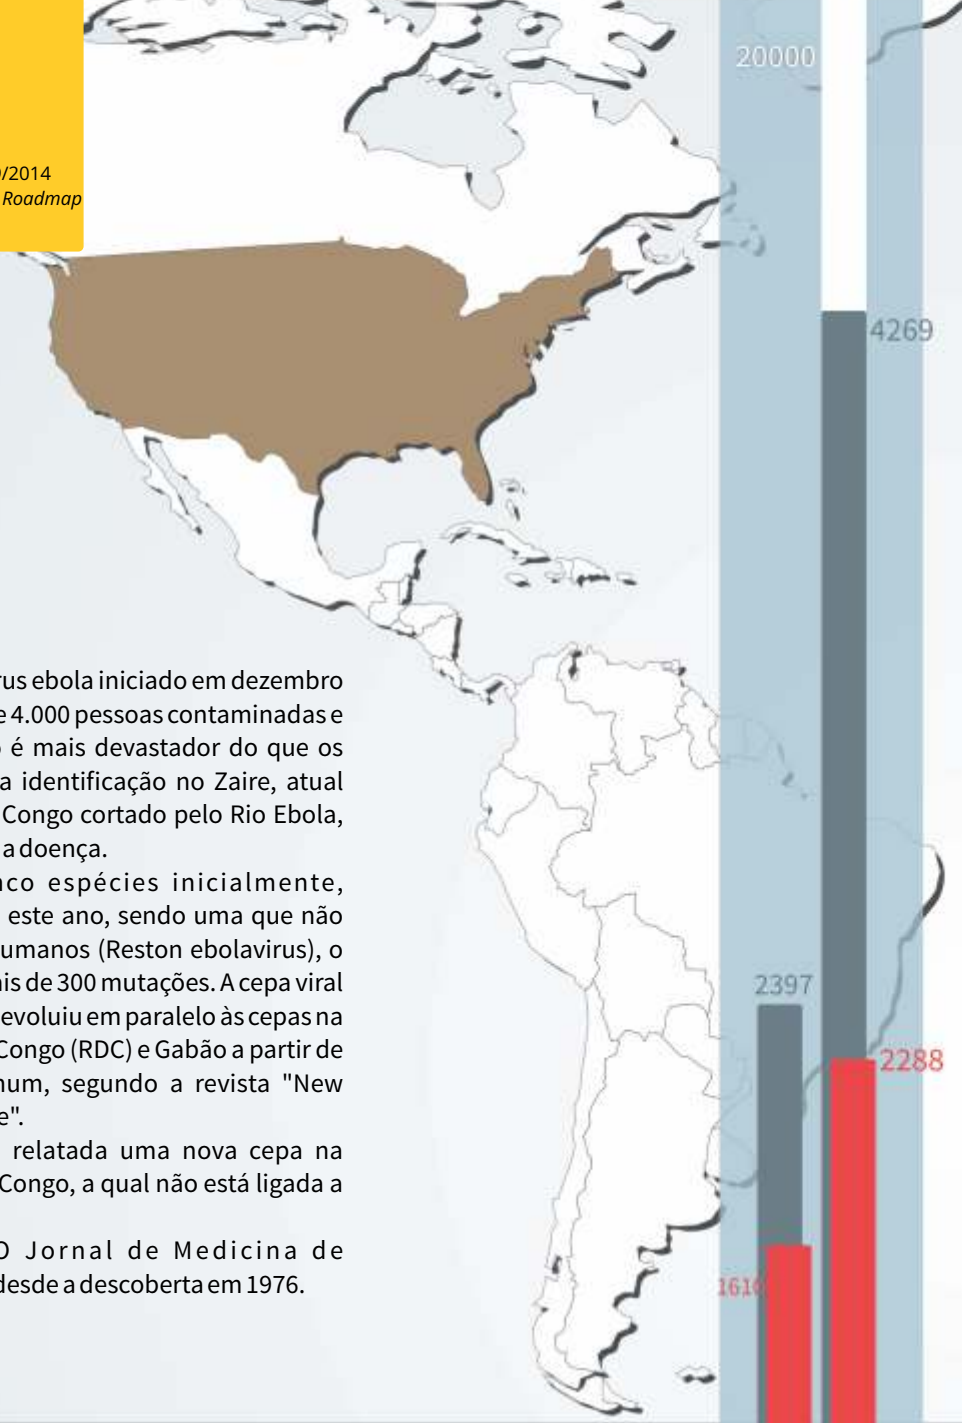 /2014
Roadmap
20000
4269
ebola iniciado em dezembro
4.000 pessoas contaminadas e
é mais devastador do que os
identificação no Zaire, atual
Congo cortado pelo Rio Ebola,
a doença.
espécies inicialmente,
este ano, sendo uma que não
umanos (Reston ebolavirus), o
is de 300 mutações. A cepa viral
evoluiu em paralelo às cepas na
Congo (RDC) e Gabão a partir de
num, segundo a revista "New
e".
relatada uma nova cepa na
Congo, a qual não está ligada a
O Jornal de Medicina de
desde a descoberta em 1976.
2397
2288
1610